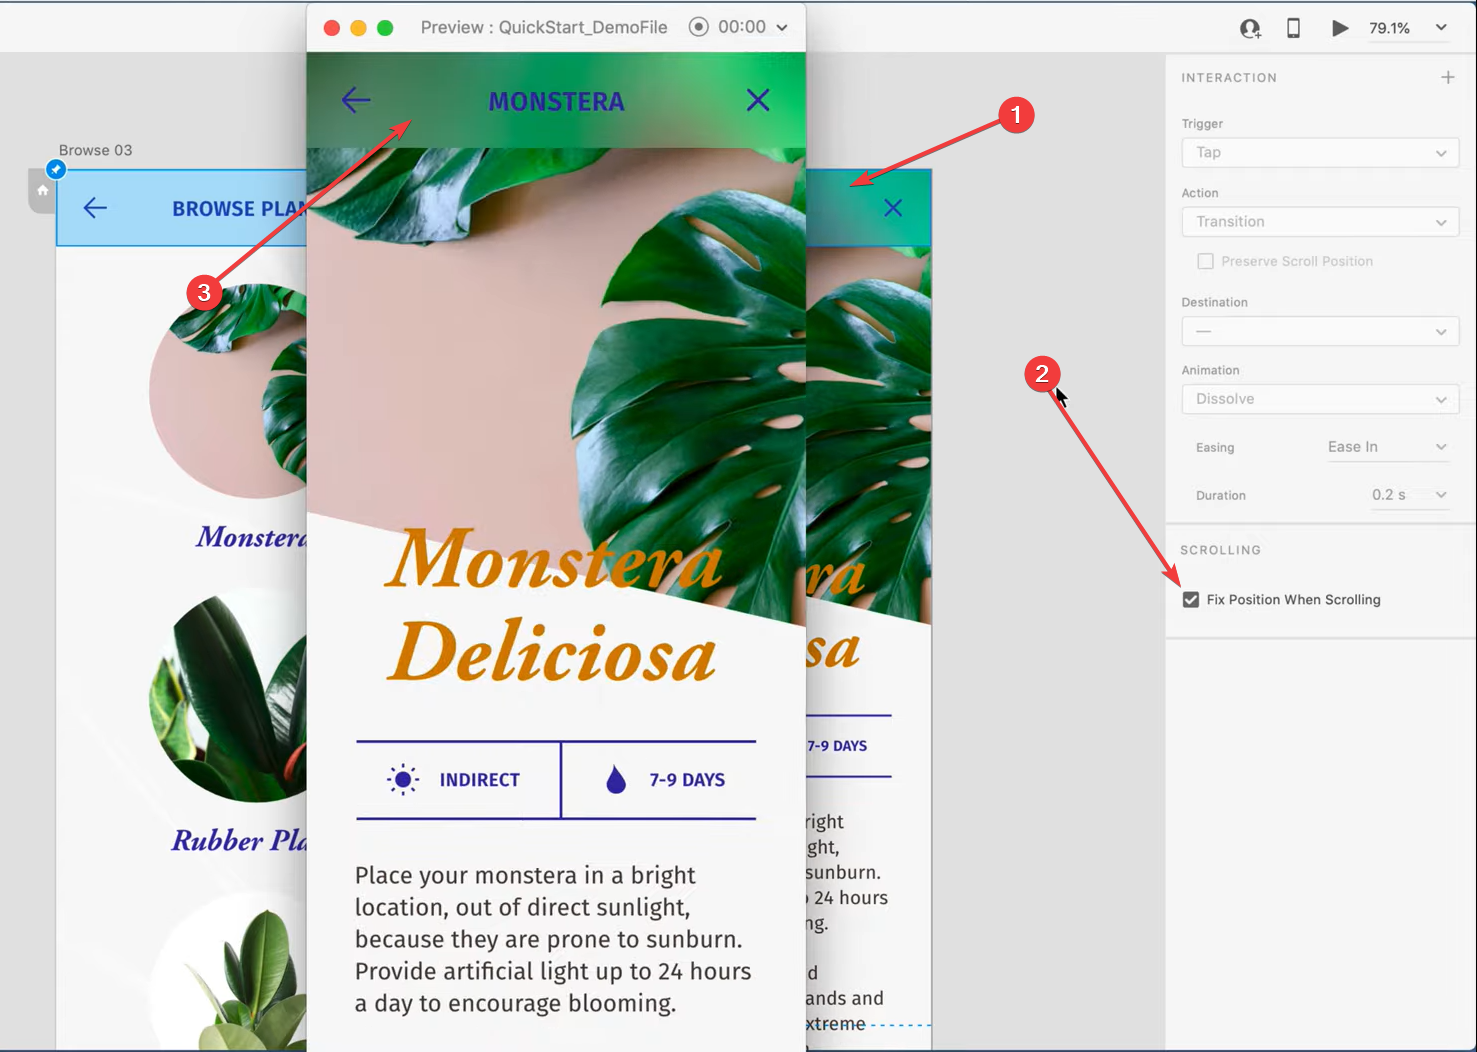 Preview : QuickStart_DemoFile
00:00
79.1%
MONSTERA
1
3
2
Browse 03
BROWSE PLAN
Monstera
Rubber Pla
Monstera
Deliciosa
INDIRECT
7-9 DAYS
Place your monstera in a bright
location, out of direct sunlight,
because they are prone to sunburn.
Provide artificial light up to 24 hours
a day to encourage blooming.
ra
sa
7-9 DAYS
right
ght,
sunburn.
24 hours
ng.
d
ands and
xtreme
INTERACTION
Trigger
Tap
Action
Transition
Preserve Scroll Position
Destination
—
Animation
Dissolve
Easing
Ease In
Duration
0.2 s
SCROLLING
Fix Position When Scrolling